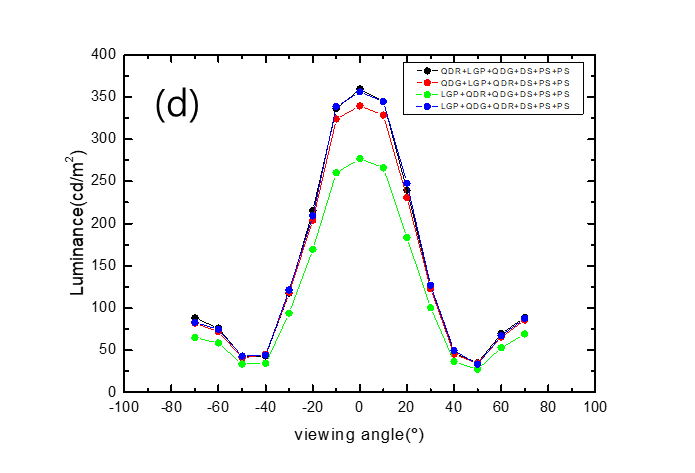 (d)
QDR+LGP+QDG+DS+PS+PS
QDG+LGP+QDR+DS+PS+PS
LGP+QDR+QDG+DS+PS+PS
LGP+QDG+QDR+DS+PS+PS
Luminance(cd/m²)
400
350
300
250
200
150
100
50
0
-100 -80 -60 -40 -20 0 20 40 60 80 100
viewing angle(°)